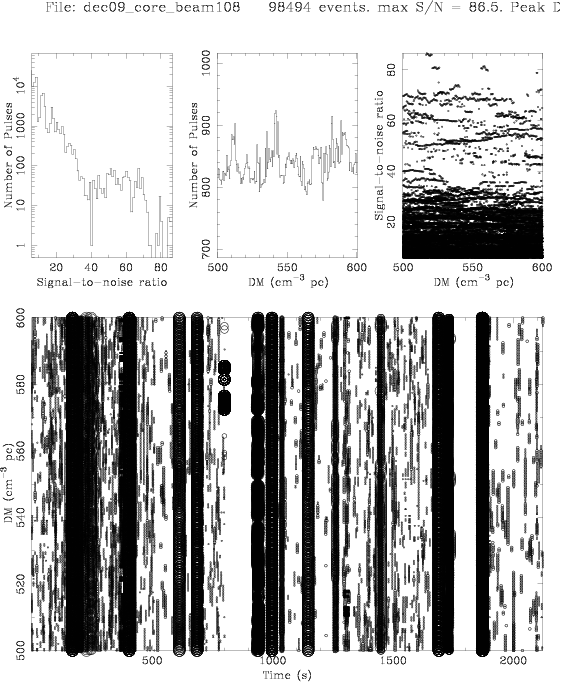 File: dec09_core_beam108 98494 events. max S/N = 86.5. Peak D
10⁴
1000
100
10
1
Number of Pulses
20 40 60 80
Signal-to-noise ratio
1000
900
800
700
Number of Pulses
500 550 600
DM (cm⁻³ pc)
80
60
40
20
Signal-to-noise ratio
500 550 600
DM (cm⁻³ pc)
600
580
560
540
520
500
DM (cm⁻³ pc)
500 1000 1500 2000
Time (s)